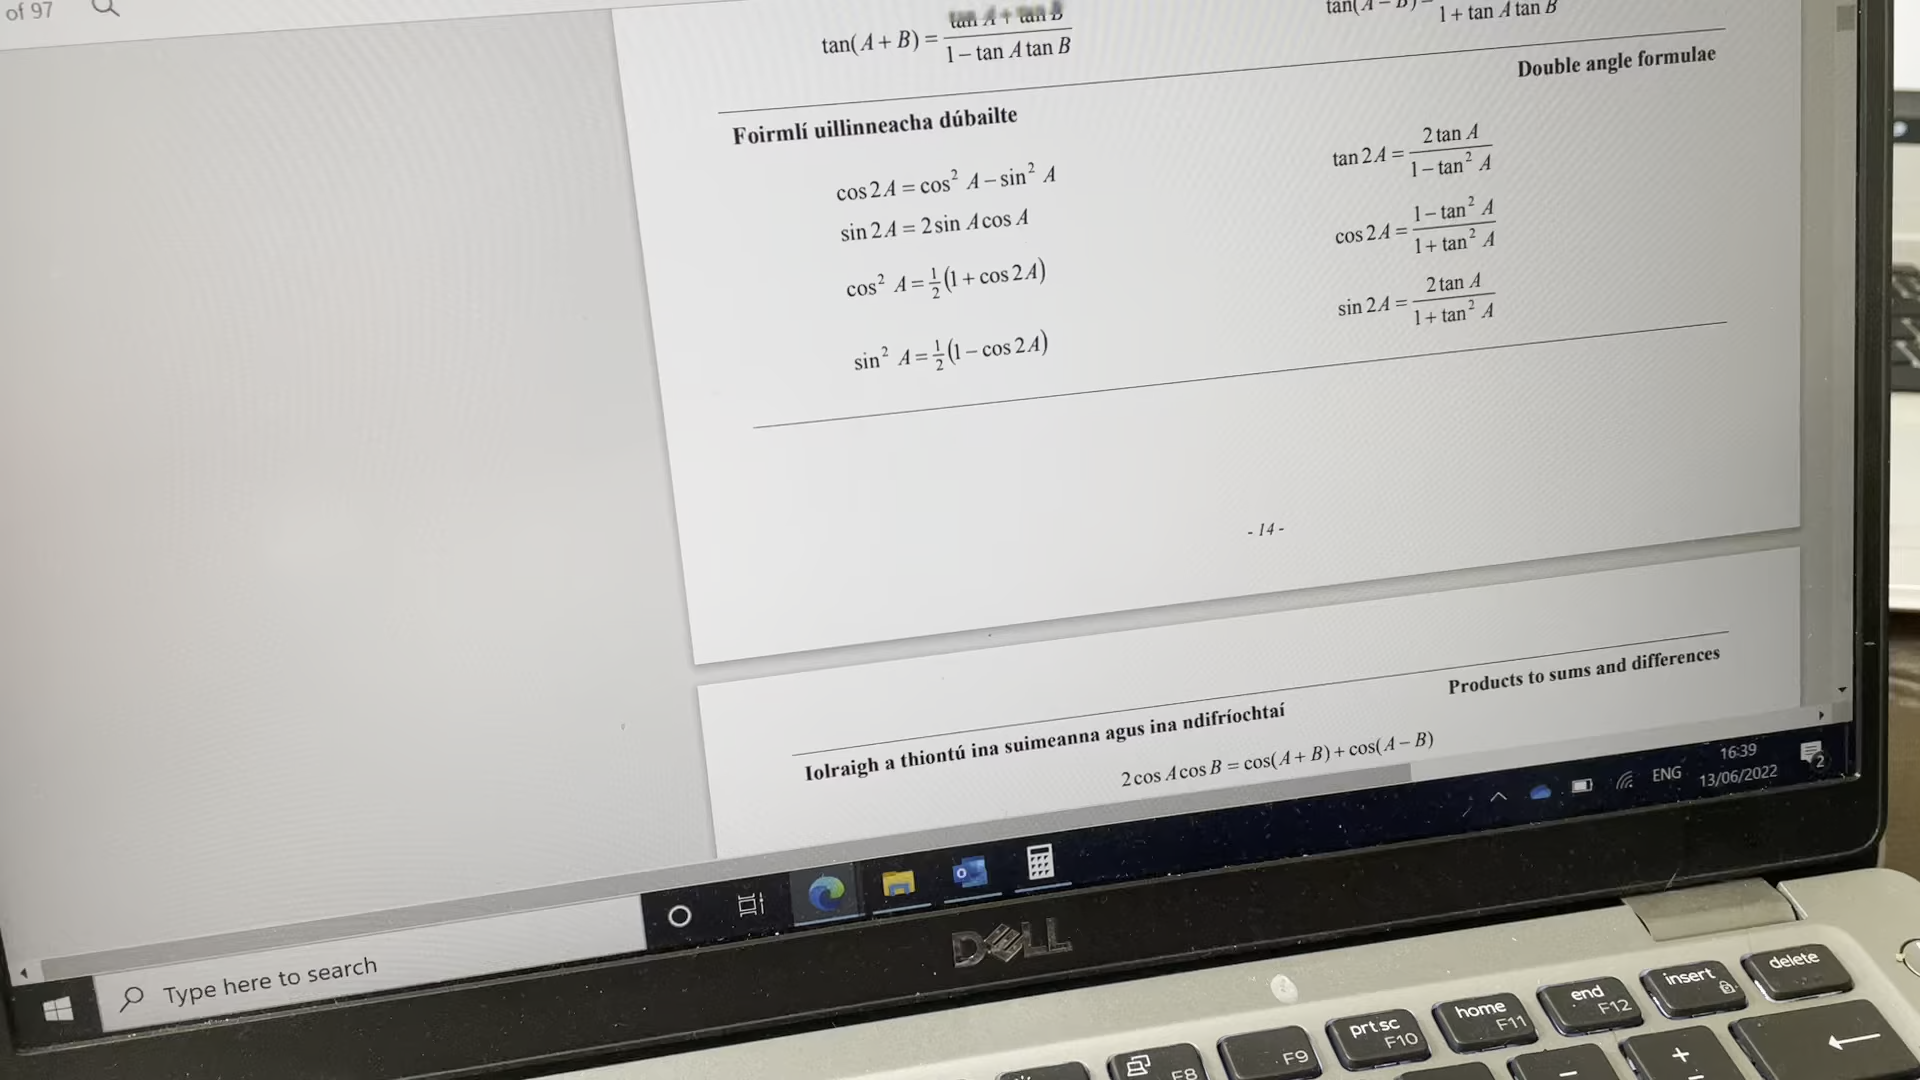 of 97
tan(A + B) = tan A + tan B / 1 − tan A tan B
tan(A − B) = 1 + tan A tan B
Double angle formulae
Foirmlí uillinneacha dúbailte
cos 2A = cos² A − sin² A
sin 2A = 2 sin A cos A
cos² A = ½(1 + cos 2A)
sin² A = ½(1 − cos 2A)
tan 2A = 2 tan A / 1 − tan² A
cos 2A = 1 − tan² A / 1 + tan² A
sin 2A = 2 tan A / 1 + tan² A
- 14 -
Products to sums and differences
Iolraigh a thiontú ina suimeanna agus ina ndifríochtaí
2 cos A cos B = cos(A + B) + cos(A − B)
ENG
16:39
13/06/2022
2
Type here to search
DELL
F8
F9
prt sc
F10
home
F11
end
F12
insert
delete
+
−